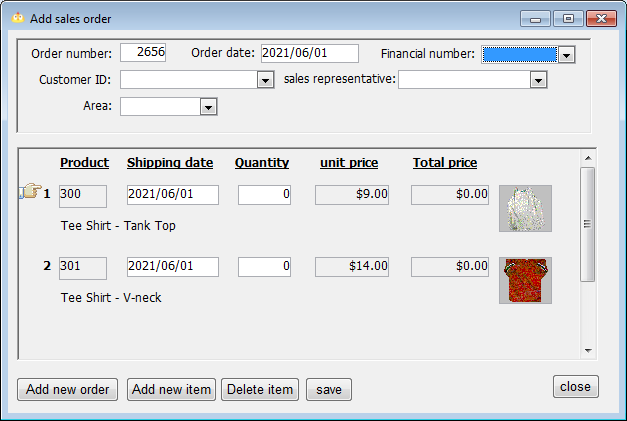 Add sales order
Order number: 2656 Order date: 2021/06/01 Financial number:
Customer ID: sales representative:
Area:
Product Shipping date Quantity unit price Total price
1 300 2021/06/01 0 $9.00 $0.00
Tee Shirt - Tank Top
2 301 2021/06/01 0 $14.00 $0.00
Tee Shirt - V-neck
Add new order Add new item Delete item save close